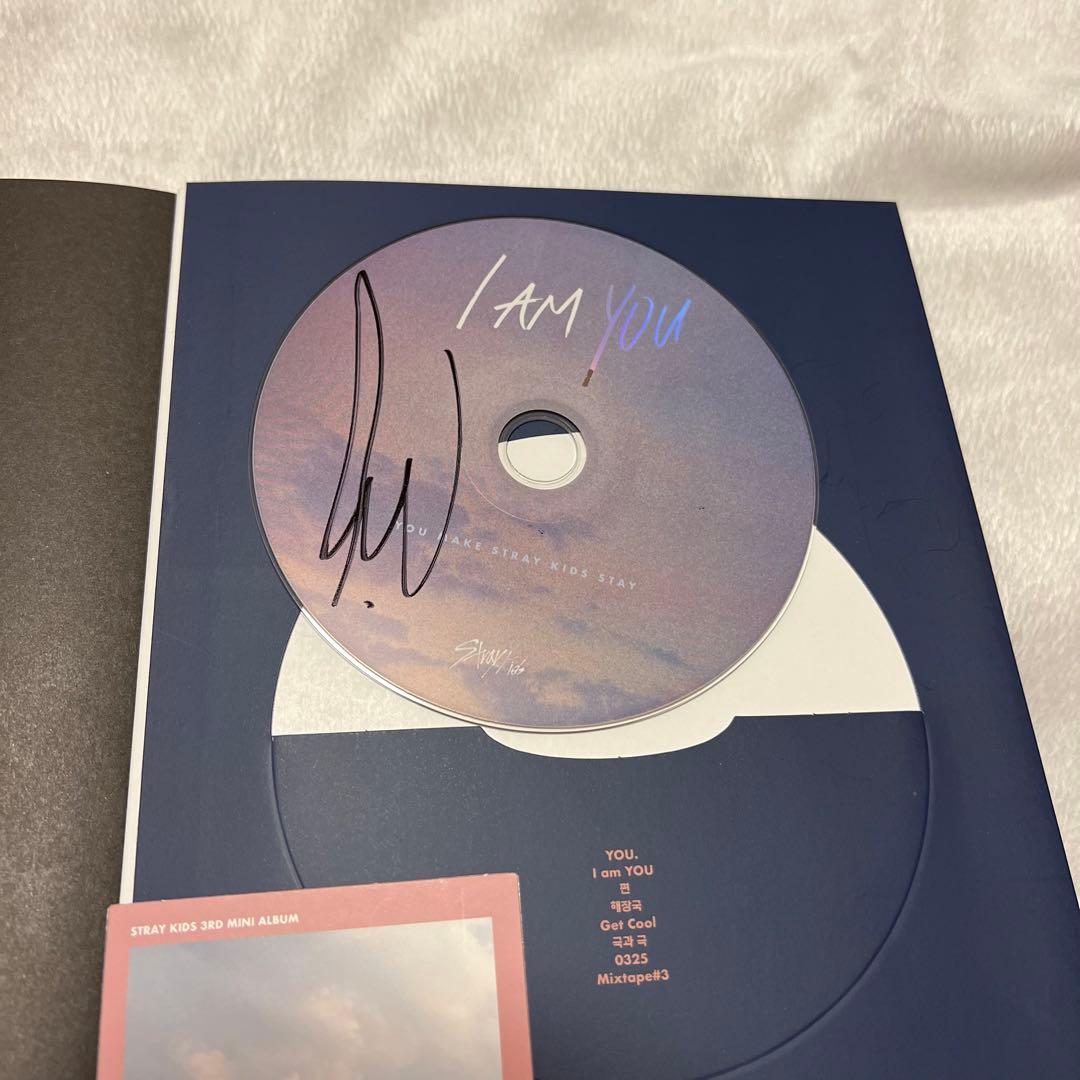 I AM YOU
YOU MAKE STRAY KIDS STAY
Stray Kids
YOU.
I am YOU
편
해장국
Get Cool
극과 극
0325
Mixtape#3
STRAY KIDS 3RD MINI ALBUM